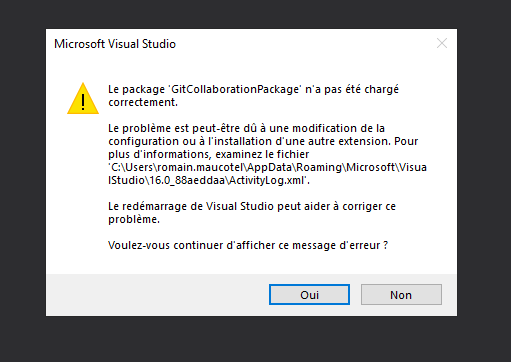 Microsoft Visual Studio
Le package 'GitCollaborationPackage' n'a pas été chargé
correctement.
Le problème est peut-être dû à une modification de la
configuration ou à l'installation d'une autre extension. Pour
plus d'informations, examinez le fichier
'C:\Users\romain.maucotel\AppData\Roaming\Microsoft\Visua
lStudio\16.0_88aeddaa\ActivityLog.xml'.
Le redémarrage de Visual Studio peut aider à corriger ce
problème.
Voulez-vous continuer d'afficher ce message d'erreur ?
Oui
Non